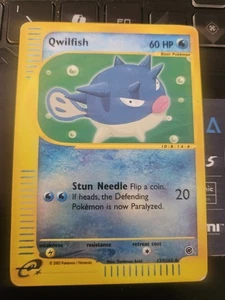 Qwilfish
60 HP
Basic Pokémon
Stun Needle Flip a coin.
If heads, the Defending
Pokémon is now Paralyzed.
20
weakness
resistance
retreat cost
e
5